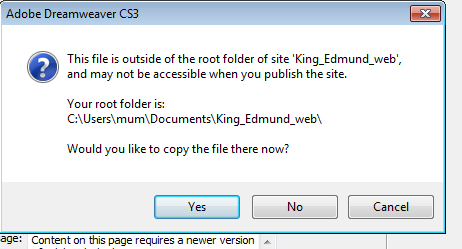 Adobe Dreamweaver CS3
This file is outside of the root folder of site 'King_Edmund_web',
and may not be accessible when you publish the site.
Your root folder is:
C:\Users\mum\Documents\King_Edmund_web\
Would you like to copy the file there now?
Yes No Cancel
age: Content on this page requires a newer version